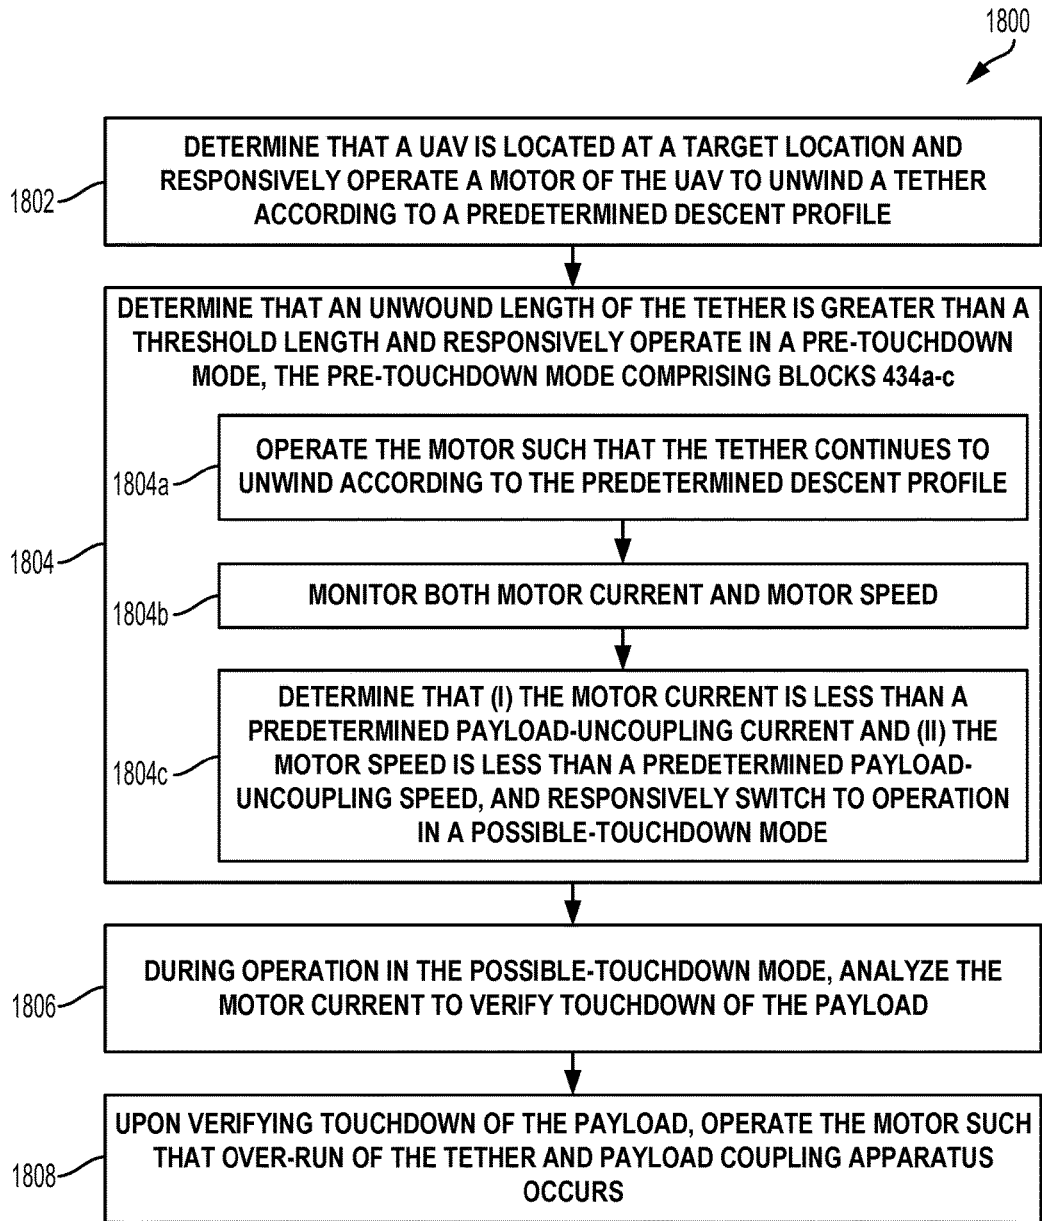 1800
DETERMINE THAT A UAV IS LOCATED AT A TARGET LOCATION AND
RESPONSIVELY OPERATE A MOTOR OF THE UAV TO UNWIND A TETHER
ACCORDING TO A PREDETERMINED DESCENT PROFILE
1802
DETERMINE THAT AN UNWOUND LENGTH OF THE TETHER IS GREATER THAN A
THRESHOLD LENGTH AND RESPONSIVELY OPERATE IN A PRE-TOUCHDOWN
MODE, THE PRE-TOUCHDOWN MODE COMPRISING BLOCKS 434a-c
OPERATE THE MOTOR SUCH THAT THE TETHER CONTINUES TO
UNWIND ACCORDING TO THE PREDETERMINED DESCENT PROFILE
1804a
1804
MONITOR BOTH MOTOR CURRENT AND MOTOR SPEED
1804b
DETERMINE THAT (I) THE MOTOR CURRENT IS LESS THAN A
PREDETERMINED PAYLOAD-UNCOUPLING CURRENT AND (II) THE
MOTOR SPEED IS LESS THAN A PREDETERMINED PAYLOAD-
UNCOUPLING SPEED, AND RESPONSIVELY SWITCH TO OPERATION
IN A POSSIBLE-TOUCHDOWN MODE
1804c
DURING OPERATION IN THE POSSIBLE-TOUCHDOWN MODE, ANALYZE THE
MOTOR CURRENT TO VERIFY TOUCHDOWN OF THE PAYLOAD
1806
UPON VERIFYING TOUCHDOWN OF THE PAYLOAD, OPERATE THE MOTOR SUCH
THAT OVER-RUN OF THE TETHER AND PAYLOAD COUPLING APPARATUS
OCCURS
1808